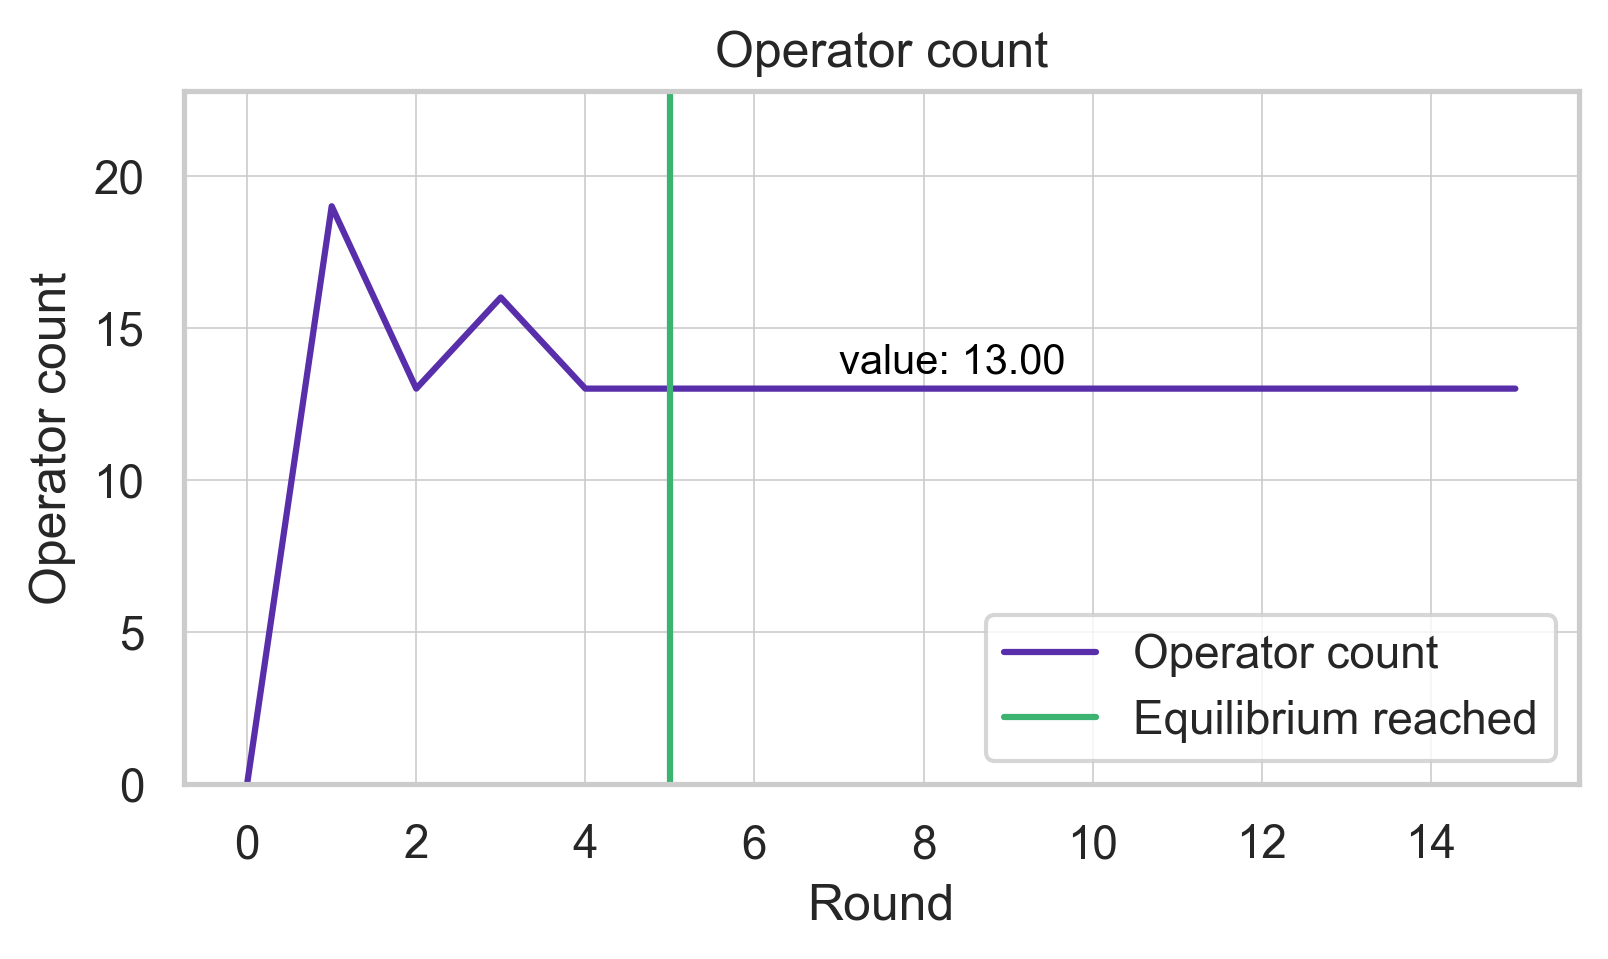 Operator count
Operator count
20
15
10
5
0
value: 13.00
Operator count
Equilibrium reached
0 2 4 6 8 10 12 14
Round